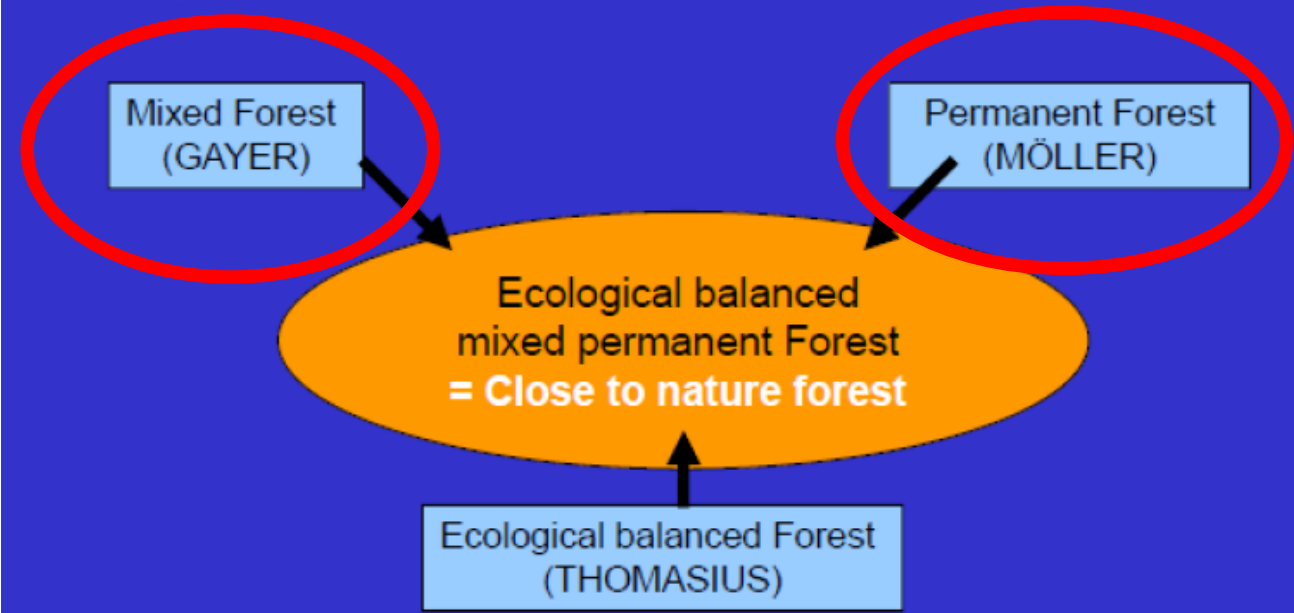 Mixed Forest
(GAYER)
Permanent Forest
(MÖLLER)
Ecological balanced
mixed permanent Forest
= Close to nature forest
Ecological balanced Forest
(THOMASIUS)